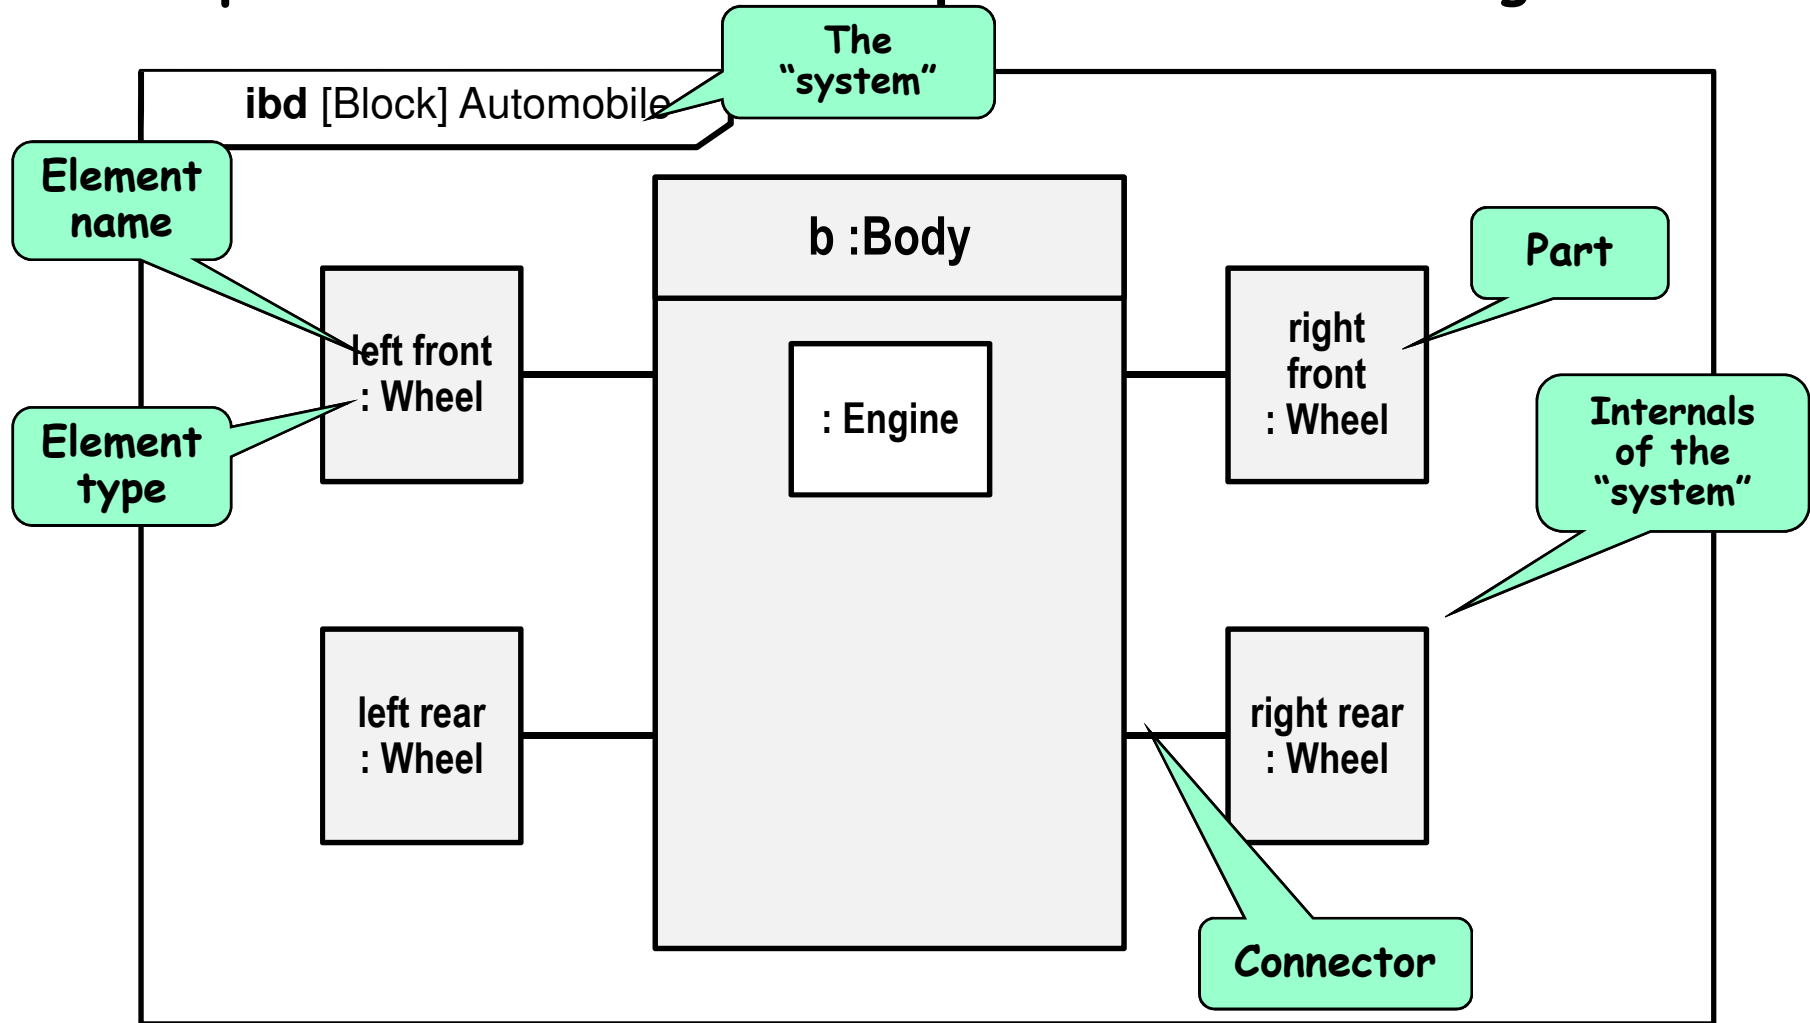 The
“system”
ibd [Block] Automobile
Element
name
b :Body
Part
left front
: Wheel
right
front
: Wheel
: Engine
Element
type
Internals
of the
“system”
left rear
: Wheel
right rear
: Wheel
Connector